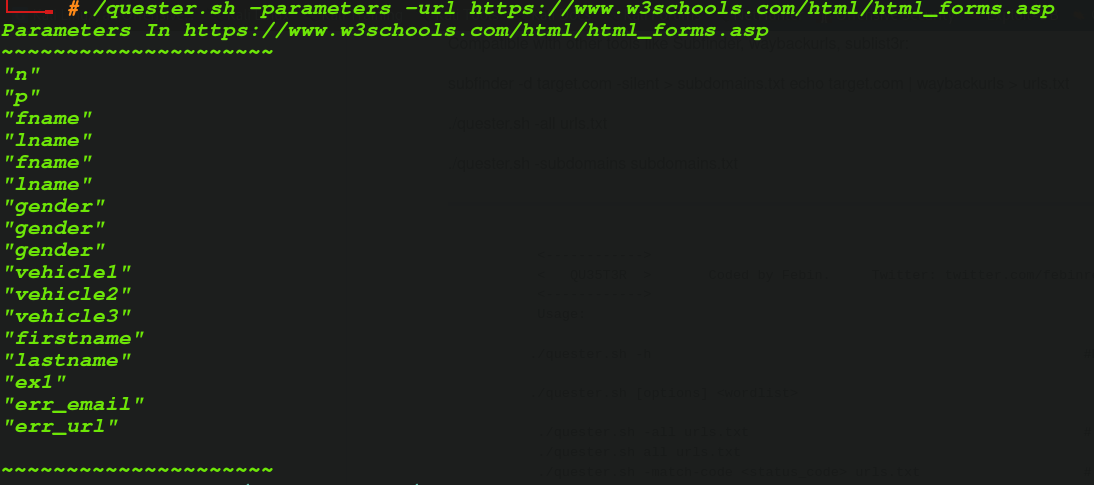 #./quester.sh -parameters -url https://www.w3schools.com/html/html_forms.asp
Parameters In https://www.w3schools.com/html/html_forms.asp
~~~~~~~~~~~~~~~~~~~~~
"n"
"p"
"fname"
"lname"
"fname"
"lname"
"gender"
"gender"
"gender"
"vehicle1"
"vehicle2"
"vehicle3"
"firstname"
"lastname"
"ex1"
"err_email"
"err_url"
~~~~~~~~~~~~~~~~~~~~~